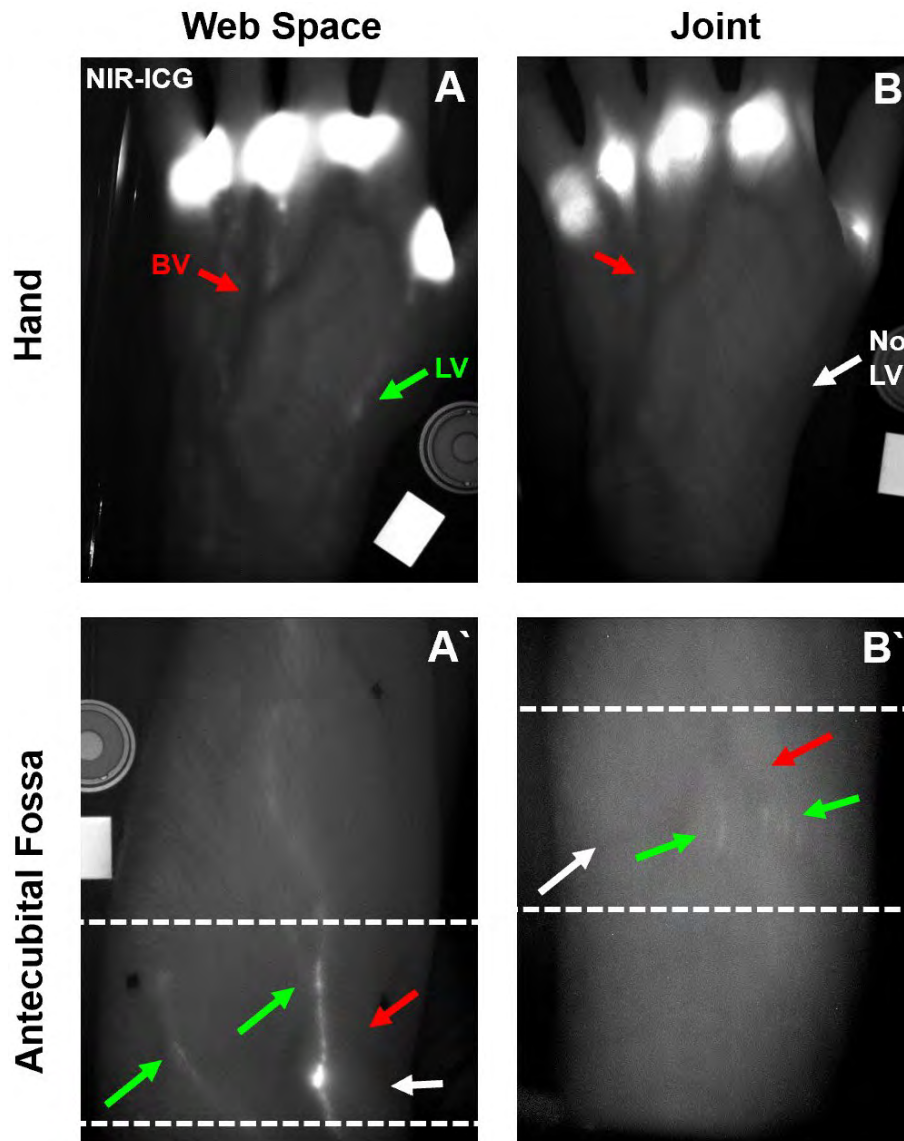 Web Space
Joint
Hand
NIR-ICG
A
BV
LV
B
No
LV
Antecubital Fossa
A`
B`